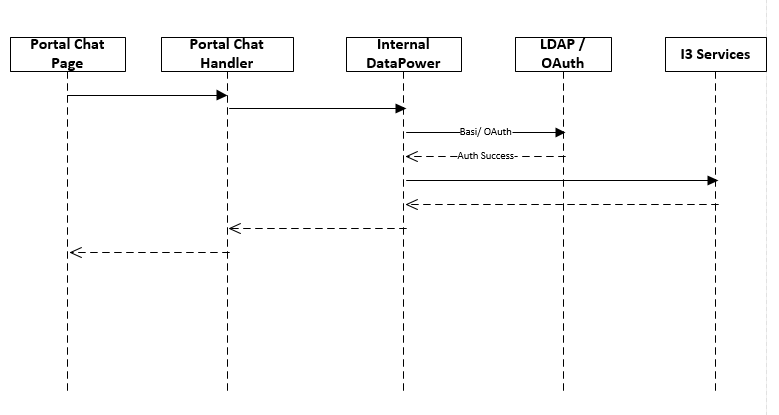 Portal Chat
Page
Portal Chat
Handler
Internal
DataPower
LDAP /
OAuth
I3 Services
Basi/ OAuth
Auth Success